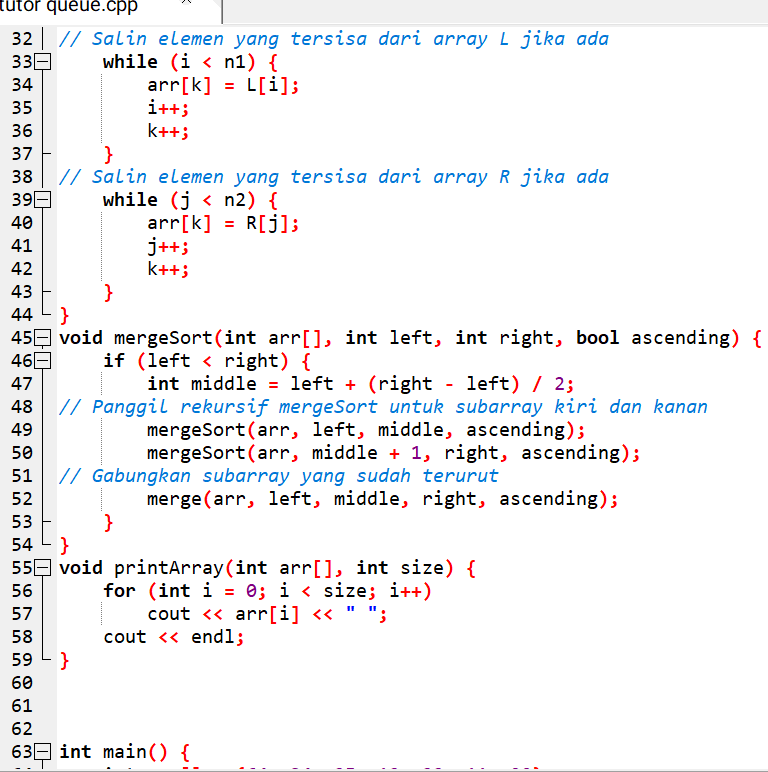 tutor queue.cpp
32 // Salin elemen yang tersisa dari array L jika ada
33 while (i < n1) {
34 arr[k] = L[i];
35 i++;
36 k++;
37 }
38 // Salin elemen yang tersisa dari array R jika ada
39 while (j < n2) {
40 arr[k] = R[j];
41 j++;
42 k++;
43 }
44 }
45 void mergeSort(int arr[], int left, int right, bool ascending) {
46 if (left < right) {
47 int middle = left + (right - left) / 2;
48 // Panggil rekursif mergeSort untuk subarray kiri dan kanan
49 mergeSort(arr, left, middle, ascending);
50 mergeSort(arr, middle + 1, right, ascending);
51 // Gabungkan subarray yang sudah terurut
52 merge(arr, left, middle, right, ascending);
53 }
54 }
55 void printArray(int arr[], int size) {
56 for (int i = 0; i < size; i++)
57 cout << arr[i] << " ";
58 cout << endl;
59 }
60
61
62
63 int main() {